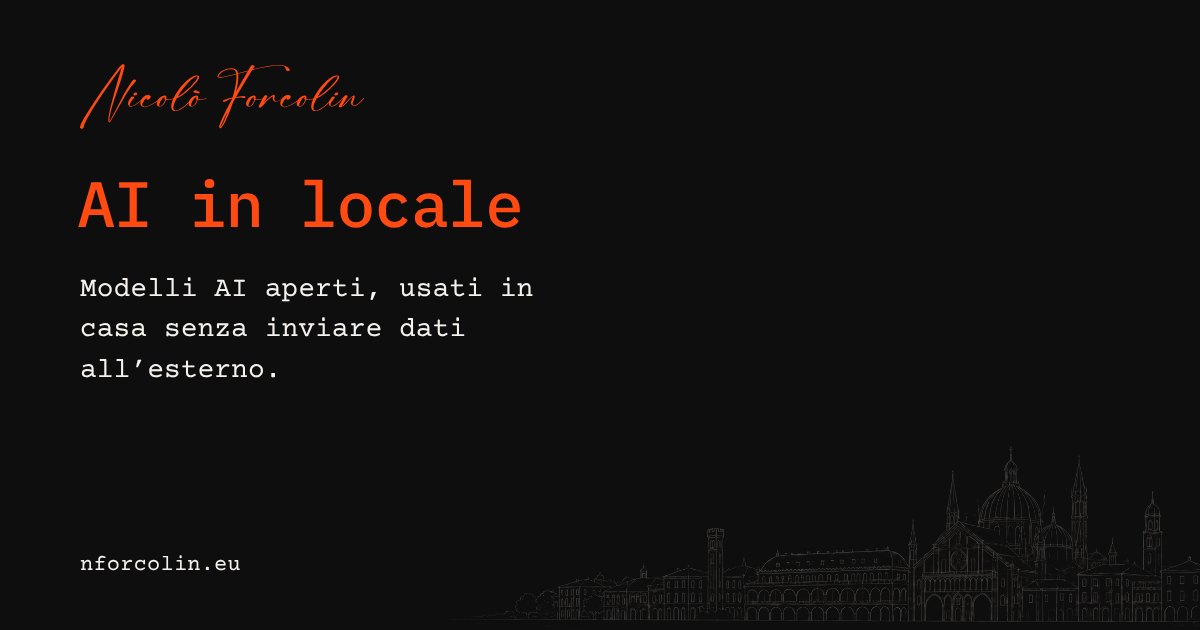 Nicolò Forcolin
AI in locale
Modelli AI aperti, usati in
casa senza inviare dati
all’esterno.
nforcolin.eu